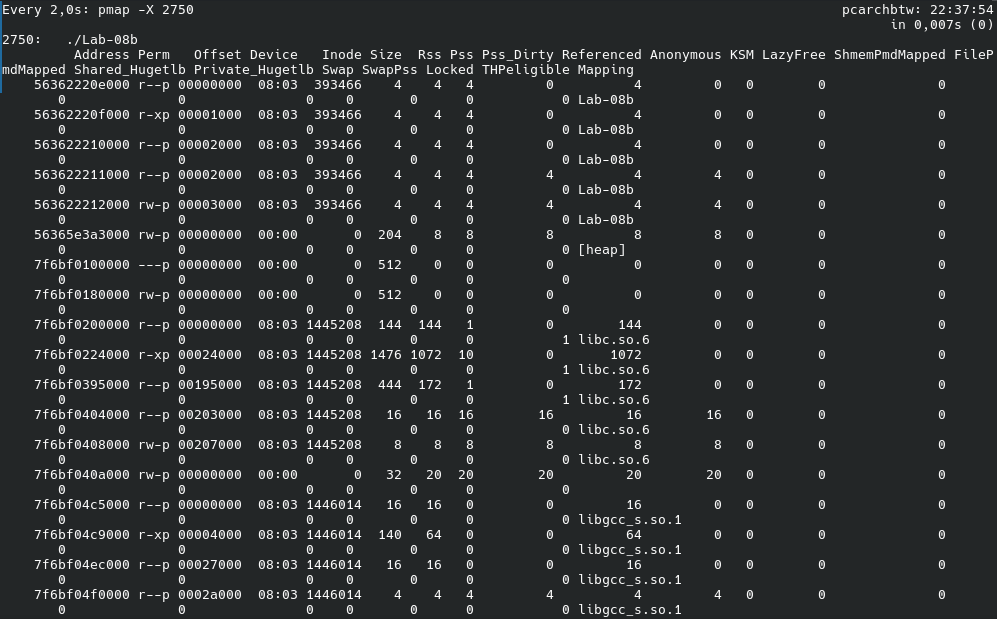 Every 2,0s: pmap -X 2750 pcarchbtw: 22:37:54
in 0,007s (0)
2750: ./Lab-08b
Address Perm Offset Device Inode Size Rss Pss Pss_Dirty Referenced Anonymous KSM LazyFree ShmemPmdMapped FileP
mdMapped Shared_Hugetlb Private_Hugetlb Swap SwapPss Locked THPeligible Mapping
56362220e000 r--p 00000000 08:03 393466 4 4 4 0 4 0 0 0 0
0 0 0 0 0 0 0 Lab-08b
56362220f000 r-xp 00001000 08:03 393466 4 4 4 0 4 0 0 0 0
0 0 0 0 0 0 0 Lab-08b
563622210000 r--p 00002000 08:03 393466 4 4 4 0 4 0 0 0 0
0 0 0 0 0 0 0 Lab-08b
563622211000 r--p 00002000 08:03 393466 4 4 4 4 4 4 0 0 0
0 0 0 0 0 0 0 Lab-08b
563622212000 rw-p 00003000 08:03 393466 4 4 4 4 4 4 0 0 0
0 0 0 0 0 0 0 Lab-08b
56365e3a3000 rw-p 00000000 00:00 0 204 8 8 8 8 8 0 0 0
0 0 0 0 0 0 0 [heap]
7f6bf0100000 ---p 00000000 00:00 0 512 0 0 0 0 0 0 0 0
0 0 0 0 0 0 0
7f6bf0180000 rw-p 00000000 00:00 0 512 0 0 0 0 0 0 0 0
0 0 0 0 0 0 0
7f6bf0200000 r--p 00000000 08:03 1445208 144 144 1 0 144 0 0 0 0
0 0 0 0 0 0 1 libc.so.6
7f6bf0224000 r-xp 00024000 08:03 1445208 1476 1072 10 0 1072 0 0 0 0
0 0 0 0 0 0 1 libc.so.6
7f6bf0395000 r--p 00195000 08:03 1445208 444 172 1 0 172 0 0 0 0
0 0 0 0 0 0 1 libc.so.6
7f6bf0404000 r--p 00203000 08:03 1445208 16 16 16 16 16 16 0 0 0
0 0 0 0 0 0 0 libc.so.6
7f6bf0408000 rw-p 00207000 08:03 1445208 8 8 8 8 8 8 0 0 0
0 0 0 0 0 0 0 libc.so.6
7f6bf040a000 rw-p 00000000 00:00 0 32 20 20 20 20 20 0 0 0
0 0 0 0 0 0 0
7f6bf04c5000 r--p 00000000 08:03 1446014 16 16 0 0 16 0 0 0 0
0 0 0 0 0 0 0 libgcc_s.so.1
7f6bf04c9000 r-xp 00004000 08:03 1446014 140 64 0 0 64 0 0 0 0
0 0 0 0 0 0 0 libgcc_s.so.1
7f6bf04ec000 r--p 00027000 08:03 1446014 16 16 0 0 16 0 0 0 0
0 0 0 0 0 0 0 libgcc_s.so.1
7f6bf04f0000 r--p 0002a000 08:03 1446014 4 4 4 4 4 4 0 0 0
0 0 0 0 0 0 0 libgcc_s.so.1